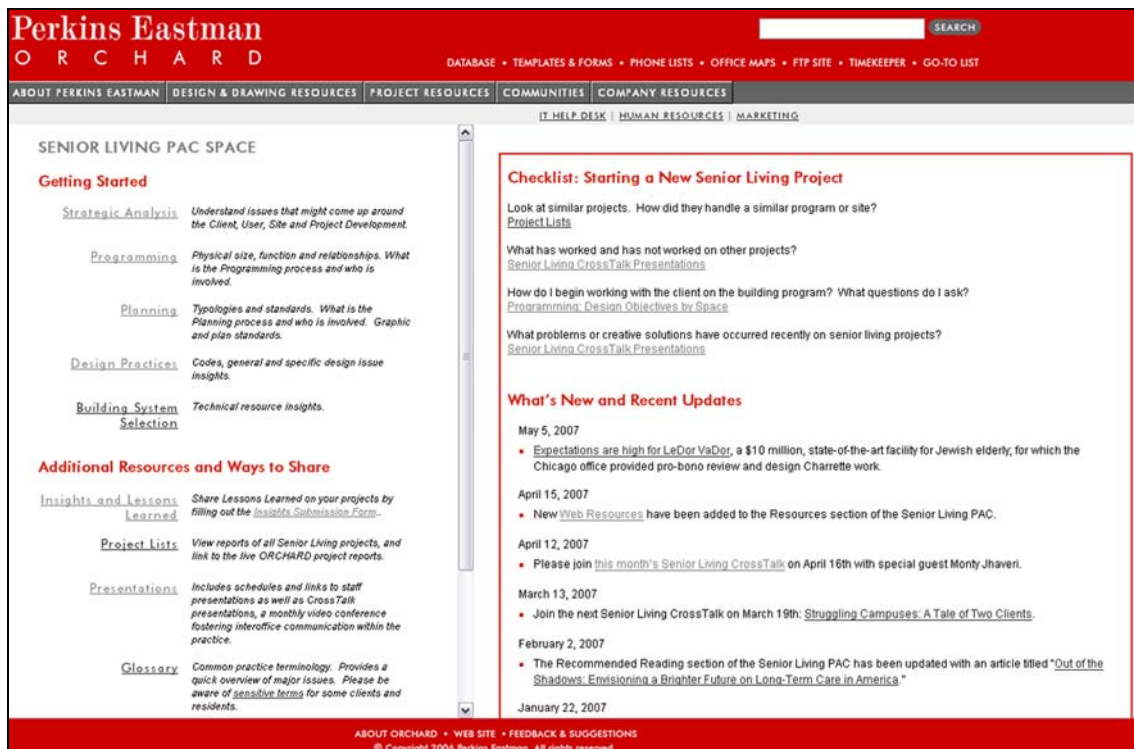 Perkins Eastman
ORCHARD
SEARCH
DATABASE • TEMPLATES & FORMS • PHONE LISTS • OFFICE MAPS • FTP SITE • TIMEKEEPER • GO-TO LIST
ABOUT PERKINS EASTMAN DESIGN & DRAWING RESOURCES PROJECT RESOURCES COMMUNITIES COMPANY RESOURCES
IT HELP DESK | HUMAN RESOURCES | MARKETING
SENIOR LIVING PAC SPACE
Getting Started
Strategic Analysis
Understand issues that might come up around
the Client, User, Site and Project Development.
Programming
Physical size, function and relationships. What
is the Programming process and who is
involved.
Planning
Typologies and standards. What is the
Planning process and who is involved. Graphic
and plan standards.
Design Practices
Codes, general and specific design issue
insights.
Building System
Selection
Technical resource insights.
Additional Resources and Ways to Share
Insights and Lessons
Learned
Share Lessons Learned on your projects by
filling out the Insights Submission Form..
Project Lists
View reports of all Senior Living projects, and
link to the live ORCHARD project reports.
Presentations
Includes schedules and links to staff
presentations as well as CrossTalk
presentations, a monthly video conference
fostering interoffice communication within the
practice.
Glossary
Common practice terminology. Provides a
quick overview of major issues. Please be
aware of sensitive terms for some clients and
residents.
Checklist: Starting a New Senior Living Project
Look at similar projects. How did they handle a similar program or site?
Project Lists
What has worked and has not worked on other projects?
Senior Living CrossTalk Presentations
How do I begin working with the client on the building program? What questions do I ask?
Programming: Design Objectives by Space
What problems or creative solutions have occurred recently on senior living projects?
Senior Living CrossTalk Presentations
What's New and Recent Updates
May 5, 2007
• Expectations are high for LeDor VaDor, a $10 million, state-of-the-art facility for Jewish elderly; for which the
Chicago office provided pro-bono review and design Charrette work.
April 15, 2007
• New Web Resources have been added to the Resources section of the Senior Living PAC.
April 12, 2007
• Please join this month's Senior Living CrossTalk on April 16th with special guest Monty Jhaveri.
March 13, 2007
• Join the next Senior Living CrossTalk on March 19th: Struggling Campuses: A Tale of Two Clients.
February 2, 2007
• The Recommended Reading section of the Senior Living PAC has been updated with an article titled "Out of the
Shadows: Envisioning a Brighter Future on Long-Term Care in America."
January 22, 2007
ABOUT ORCHARD • WEB SITE • FEEDBACK & SUGGESTIONS
© Copyright 2006 Perkins Eastman. All rights reserved.